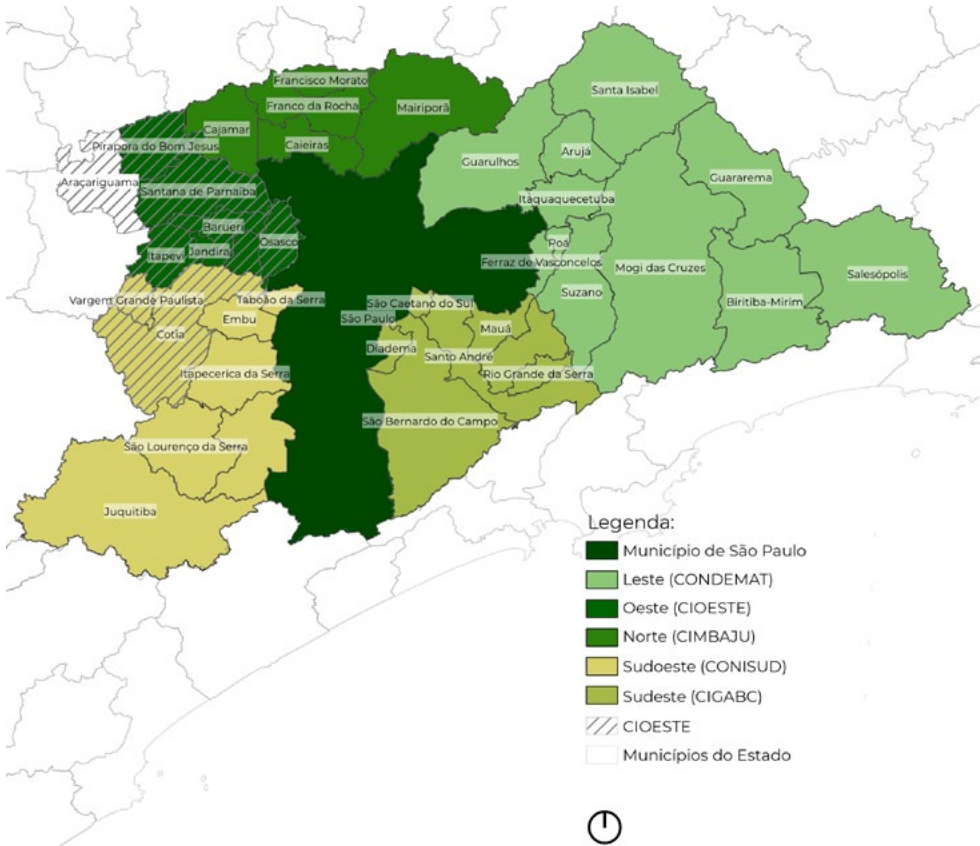 Francisco Morato
Santa Isabel
Franco da Rocha
Mairiporã
Cajamar
Caieiras
Pirapora do Bom Jesus
Arujá
Guarulhos
Araçariguama
Santana de Parnaíba
Guararema
Itaquaquecetuba
Barueri
Osasco
Poá
Itapevi
Jandira
Ferraz de Vasconcelos
Mogi das Cruzes
Salesópolis
Suzano
Vargem Grande Paulista
Taboão da Serra
São Caetano do Sul
Biritiba-Mirim
Embu
São Paulo
Mauá
Cotia
Diadema
Santo André
Itapecerica da Serra
Rio Grande da Serra
São Bernardo do Campo
São Lourenço da Serra
Juquitiba
Legenda:
Município de São Paulo
Leste (CONDEMAT)
Oeste (CIOESTE)
Norte (CIMBAJU)
Sudoeste (CONISUD)
Sudeste (CIGABC)
CIOESTE
Municípios do Estado